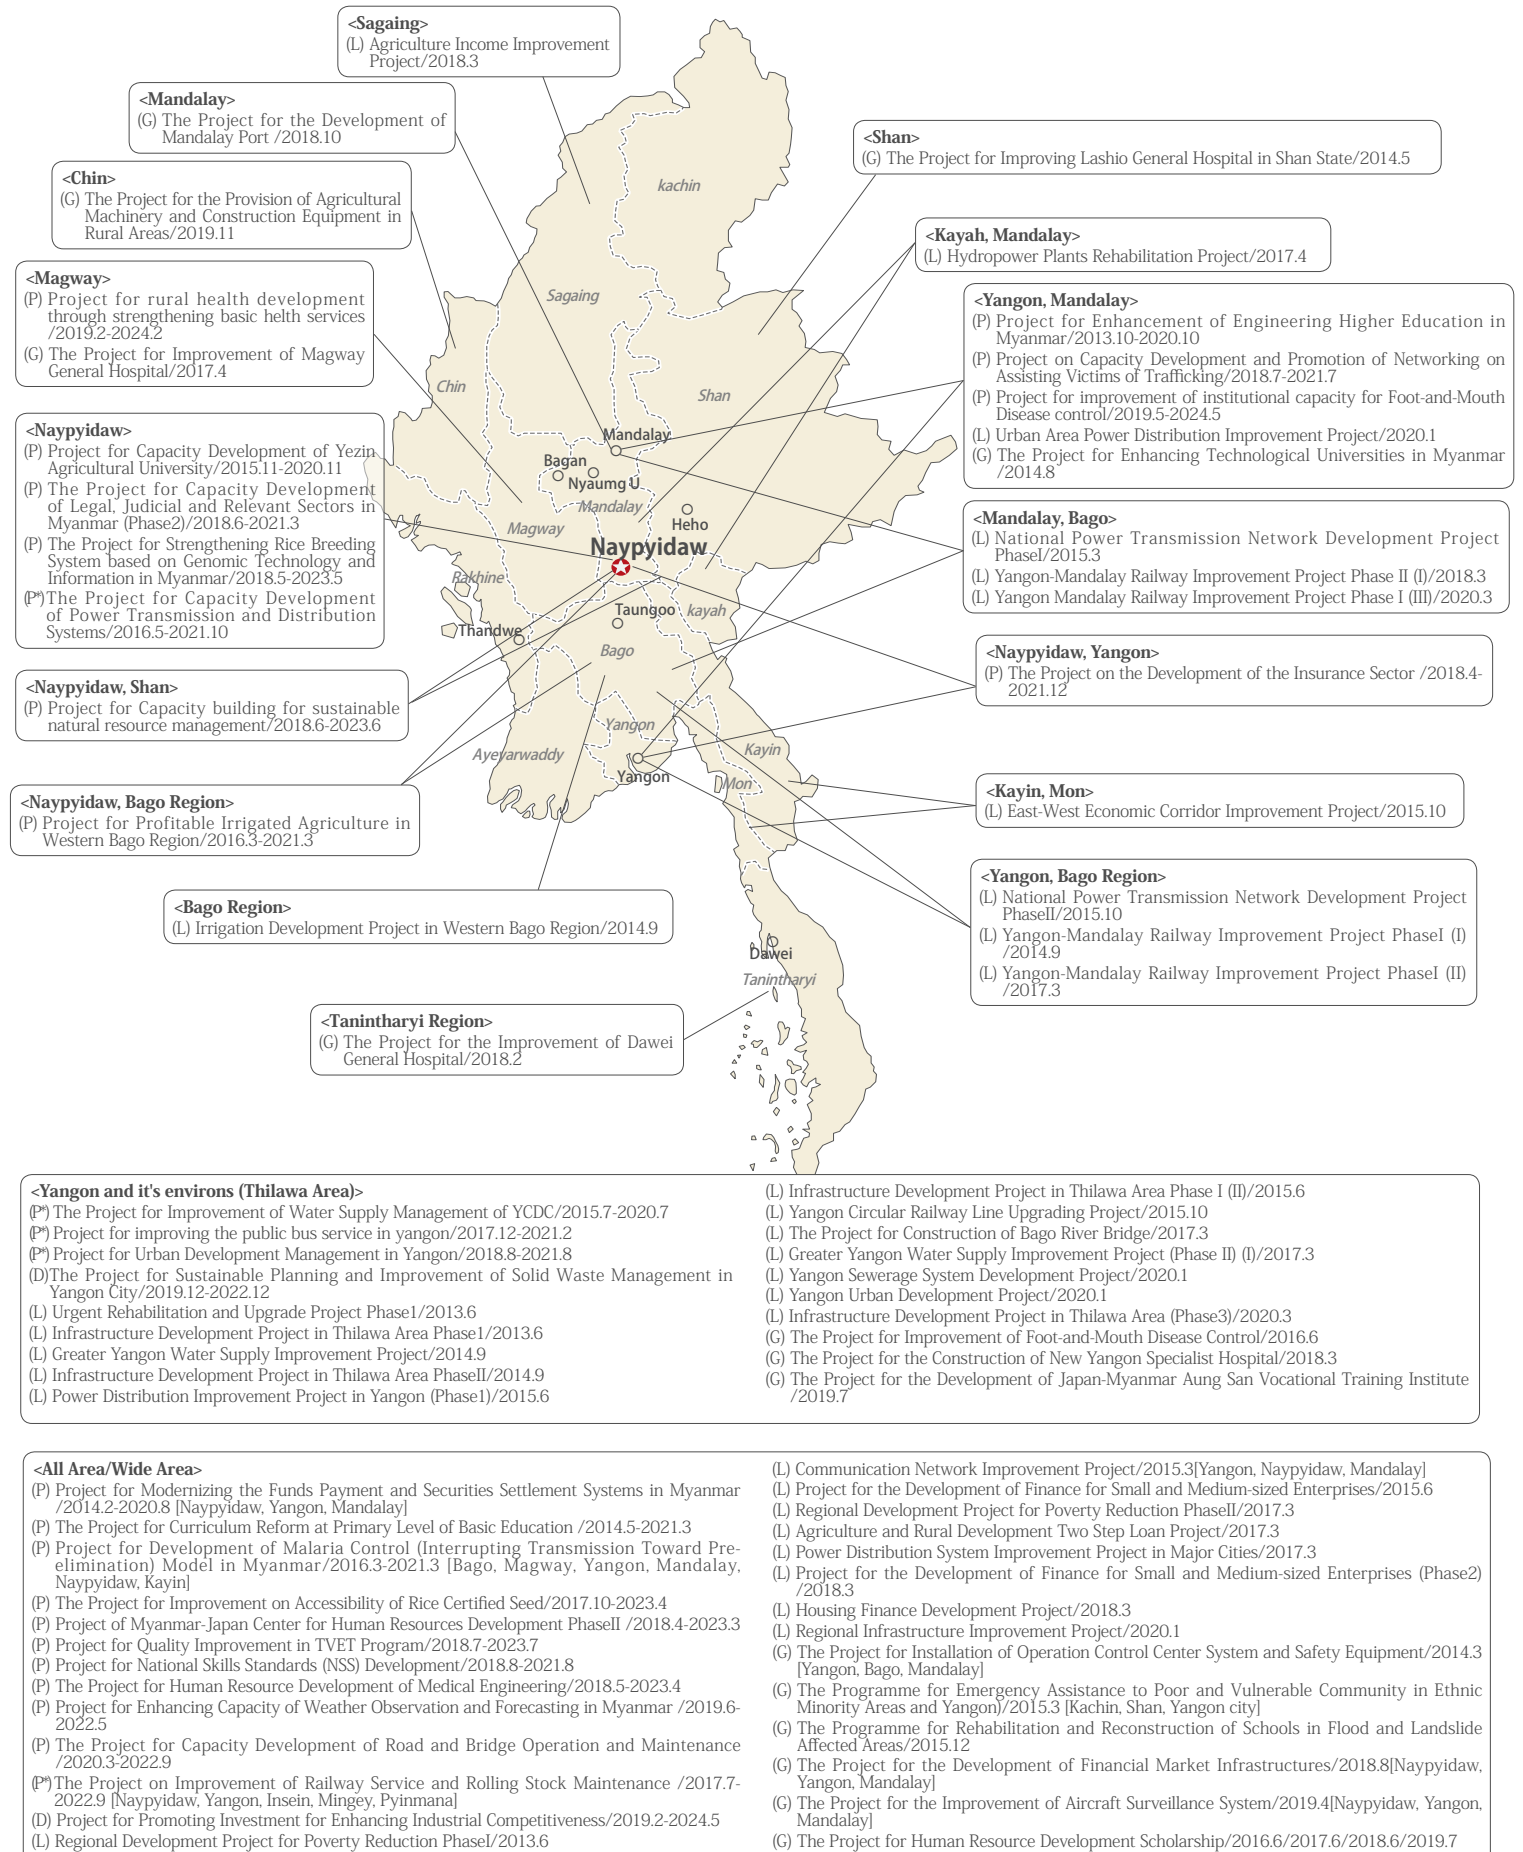 <Sagaing>
(L) Agriculture Income Improvement
Project/2018.3
<Mandalay>
(G) The Project for the Development of
Mandalay Port /2018.10
<Chin>
(G) The Project for the Provision of Agricultural
Machinery and Construction Equipment in
Rural Areas/2019.11
<Magway>
(P) Project for rural health development
through strengthening basic helth services
/2019.2-2024.2
(G) The Project for Improvement of Magway
General Hospital/2017.4
<Naypyidaw>
(P) Project for Capacity Development of Yezin
Agricultural University/2015.11-2020.11
(P) The Project for Capacity Development
of Legal, Judicial and Relevant Sectors in
Myanmar (Phase2)/2018.6-2021.3
(P) The Project for Strengthening Rice Breeding
System based on Genomic Technology and
Information in Myanmar/2018.5-2023.5
(P*)The Project for Capacity Development
of Power Transmission and Distribution
Systems/2016.5-2021.10
<Naypyidaw, Shan>
(P) Project for Capacity building for sustainable
natural resource management/2018.6-2023.6
<Naypyidaw, Bago Region>
(P) Project for Profitable Irrigated Agriculture in
Western Bago Region/2016.3-2021.3
<Bago Region>
(L) Irrigation Development Project in Western Bago Region/2014.9
<Tanintharyi Region>
(G) The Project for the Improvement of Dawei
General Hospital/2018.2
kachin
Sagaing
Chin
Shan
Mandalay
Bagan
Nyaumg U
Mandalay
Heho
Magway
Naypyidaw
Rakhine
Taungoo
kayah
Thandwe
Bago
Yangon
Ayeyarwaddy
Kayin
Yangon
Mon
Dawei
Tanintharyi
<Shan>
(G) The Project for Improving Lashio General Hospital in Shan State/2014.5
<Kayah, Mandalay>
(L) Hydropower Plants Rehabilitation Project/2017.4
<Yangon, Mandalay>
(P) Project for Enhancement of Engineering Higher Education in
Myanmar/2013.10-2020.10
(P) Project on Capacity Development and Promotion of Networking on
Assisting Victims of Trafficking/2018.7-2021.7
(P) Project for improvement of institutional capacity for Foot-and-Mouth
Disease control/2019.5-2024.5
(L) Urban Area Power Distribution Improvement Project/2020.1
(G) The Project for Enhancing Technological Universities in Myanmar
/2014.8
<Mandalay, Bago>
(L) National Power Transmission Network Development Project
PhaseI/2015.3
(L) Yangon-Mandalay Railway Improvement Project Phase II (I)/2018.3
(L) Yangon Mandalay Railway Improvement Project Phase I (III)/2020.3
<Naypyidaw, Yangon>
(P) The Project on the Development of the Insurance Sector /2018.4-
2021.12
<Kayin, Mon>
(L) East-West Economic Corridor Improvement Project/2015.10
<Yangon, Bago Region>
(L) National Power Transmission Network Development Project
PhaseII/2015.10
(L) Yangon-Mandalay Railway Improvement Project PhaseI (I)
/2014.9
(L) Yangon-Mandalay Railway Improvement Project PhaseI (II)
/2017.3
<Yangon and it's environs (Thilawa Area)>
(P*) The Project for Improvement of Water Supply Management of YCDC/2015.7-2020.7
(P*) Project for improving the public bus service in yangon/2017.12-2021.2
(P*) Project for Urban Development Management in Yangon/2018.8-2021.8
(D)The Project for Sustainable Planning and Improvement of Solid Waste Management in
Yangon City/2019.12-2022.12
(L) Urgent Rehabilitation and Upgrade Project Phase1/2013.6
(L) Infrastructure Development Project in Thilawa Area Phase1/2013.6
(L) Greater Yangon Water Supply Improvement Project/2014.9
(L) Infrastructure Development Project in Thilawa Area PhaseII/2014.9
(L) Power Distribution Improvement Project in Yangon (Phase1)/2015.6
(L) Infrastructure Development Project in Thilawa Area Phase I (II)/2015.6
(L) Yangon Circular Railway Line Upgrading Project/2015.10
(L) The Project for Construction of Bago River Bridge/2017.3
(L) Greater Yangon Water Supply Improvement Project (Phase II) (I)/2017.3
(L) Yangon Sewerage System Development Project/2020.1
(L) Yangon Urban Development Project/2020.1
(L) Infrastructure Development Project in Thilawa Area (Phase3)/2020.3
(G) The Project for Improvement of Foot-and-Mouth Disease Control/2016.6
(G) The Project for the Construction of New Yangon Specialist Hospital/2018.3
(G) The Project for the Development of Japan-Myanmar Aung San Vocational Training Institute
/2019.7
<All Area/Wide Area>
(P) Project for Modernizing the Funds Payment and Securities Settlement Systems in Myanmar
/2014.2-2020.8 [Naypyidaw, Yangon, Mandalay]
(P) The Project for Curriculum Reform at Primary Level of Basic Education /2014.5-2021.3
(P) Project for Development of Malaria Control (Interrupting Transmission Toward Pre-
elimination) Model in Myanmar/2016.3-2021.3 [Bago, Magway, Yangon, Mandalay,
Naypyidaw, Kayin]
(P) The Project for Improvement on Accessibility of Rice Certified Seed/2017.10-2023.4
(P) Project of Myanmar-Japan Center for Human Resources Development PhaseII /2018.4-2023.3
(P) Project for Quality Improvement in TVET Program/2018.7-2023.7
(P) Project for National Skills Standards (NSS) Development/2018.8-2021.8
(P) The Project for Human Resource Development of Medical Engineering/2018.5-2023.4
(P) Project for Enhancing Capacity of Weather Observation and Forecasting in Myanmar /2019.6-
2022.5
(P) The Project for Capacity Development of Road and Bridge Operation and Maintenance
/2020.3-2022.9
(P*)The Project on Improvement of Railway Service and Rolling Stock Maintenance /2017.7-
2022.9 [Naypyidaw, Yangon, Insein, Mingey, Pyinmana]
(D) Project for Promoting Investment for Enhancing Industrial Competitiveness/2019.2-2024.5
(L) Regional Development Project for Poverty Reduction PhaseI/2013.6
(L) Communication Network Improvement Project/2015.3[Yangon, Naypyidaw, Mandalay]
(L) Project for the Development of Finance for Small and Medium-sized Enterprises/2015.6
(L) Regional Development Project for Poverty Reduction PhaseII/2017.3
(L) Agriculture and Rural Development Two Step Loan Project/2017.3
(L) Power Distribution System Improvement Project in Major Cities/2017.3
(L) Project for the Development of Finance for Small and Medium-sized Enterprises (Phase2)
/2018.3
(L) Housing Finance Development Project/2018.3
(L) Regional Infrastructure Improvement Project/2020.1
(G) The Project for Installation of Operation Control Center System and Safety Equipment/2014.3
[Yangon, Bago, Mandalay]
(G) The Programme for Emergency Assistance to Poor and Vulnerable Community in Ethnic
Minority Areas and Yangon)/2015.3 [Kachin, Shan, Yangon city]
(G) The Programme for Rehabilitation and Reconstruction of Schools in Flood and Landslide
Affected Areas/2015.12
(G) The Project for the Development of Financial Market Infrastructures/2018.8[Naypyidaw,
Yangon, Mandalay]
(G) The Project for the Improvement of Aircraft Surveillance System/2019.4[Naypyidaw, Yangon,
Mandalay]
(G) The Project for Human Resource Development Scholarship/2016.6/2017.6/2018.6/2019.7